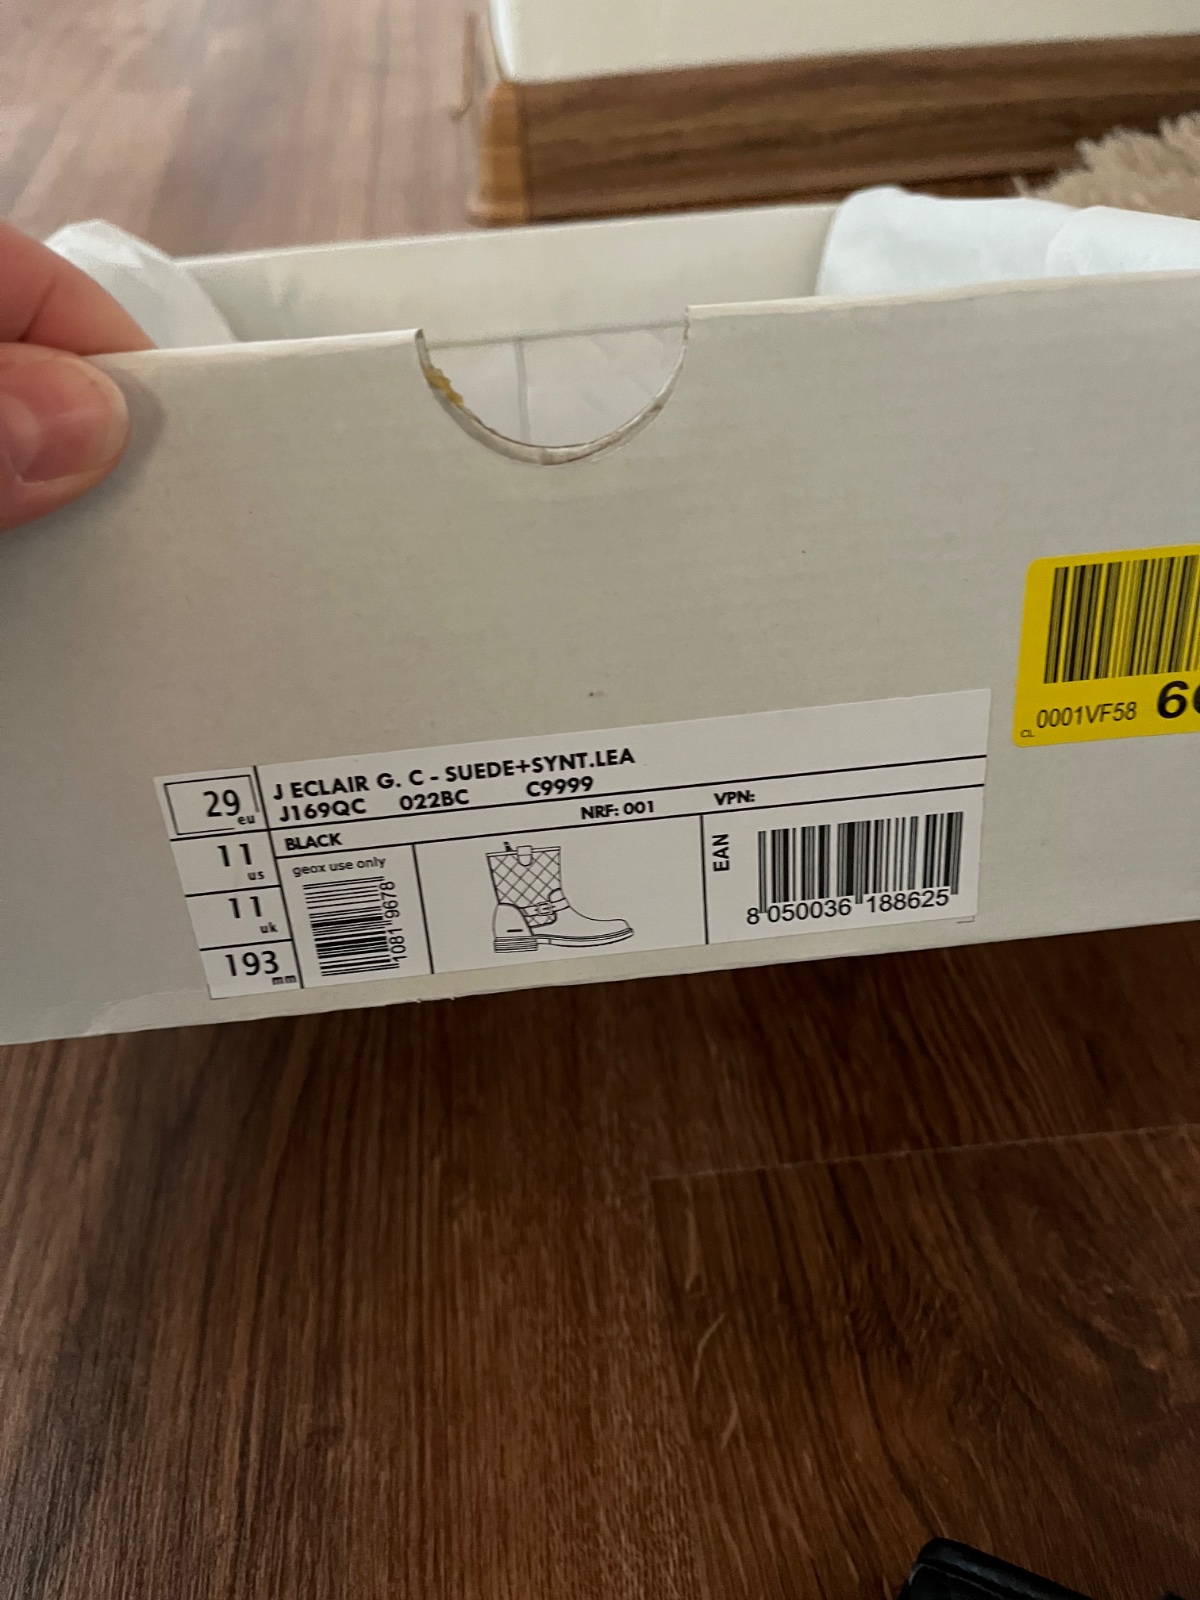 0001VF58
CL
29 eu
J ECLAIR G. C - SUEDE+SYNT.LEA
J169QC 022BC C9999
NRF: 001 VPN:
BLACK
11 us
geox use only
11 uk
193 mm
1081 9678
EAN
8 050036 188625